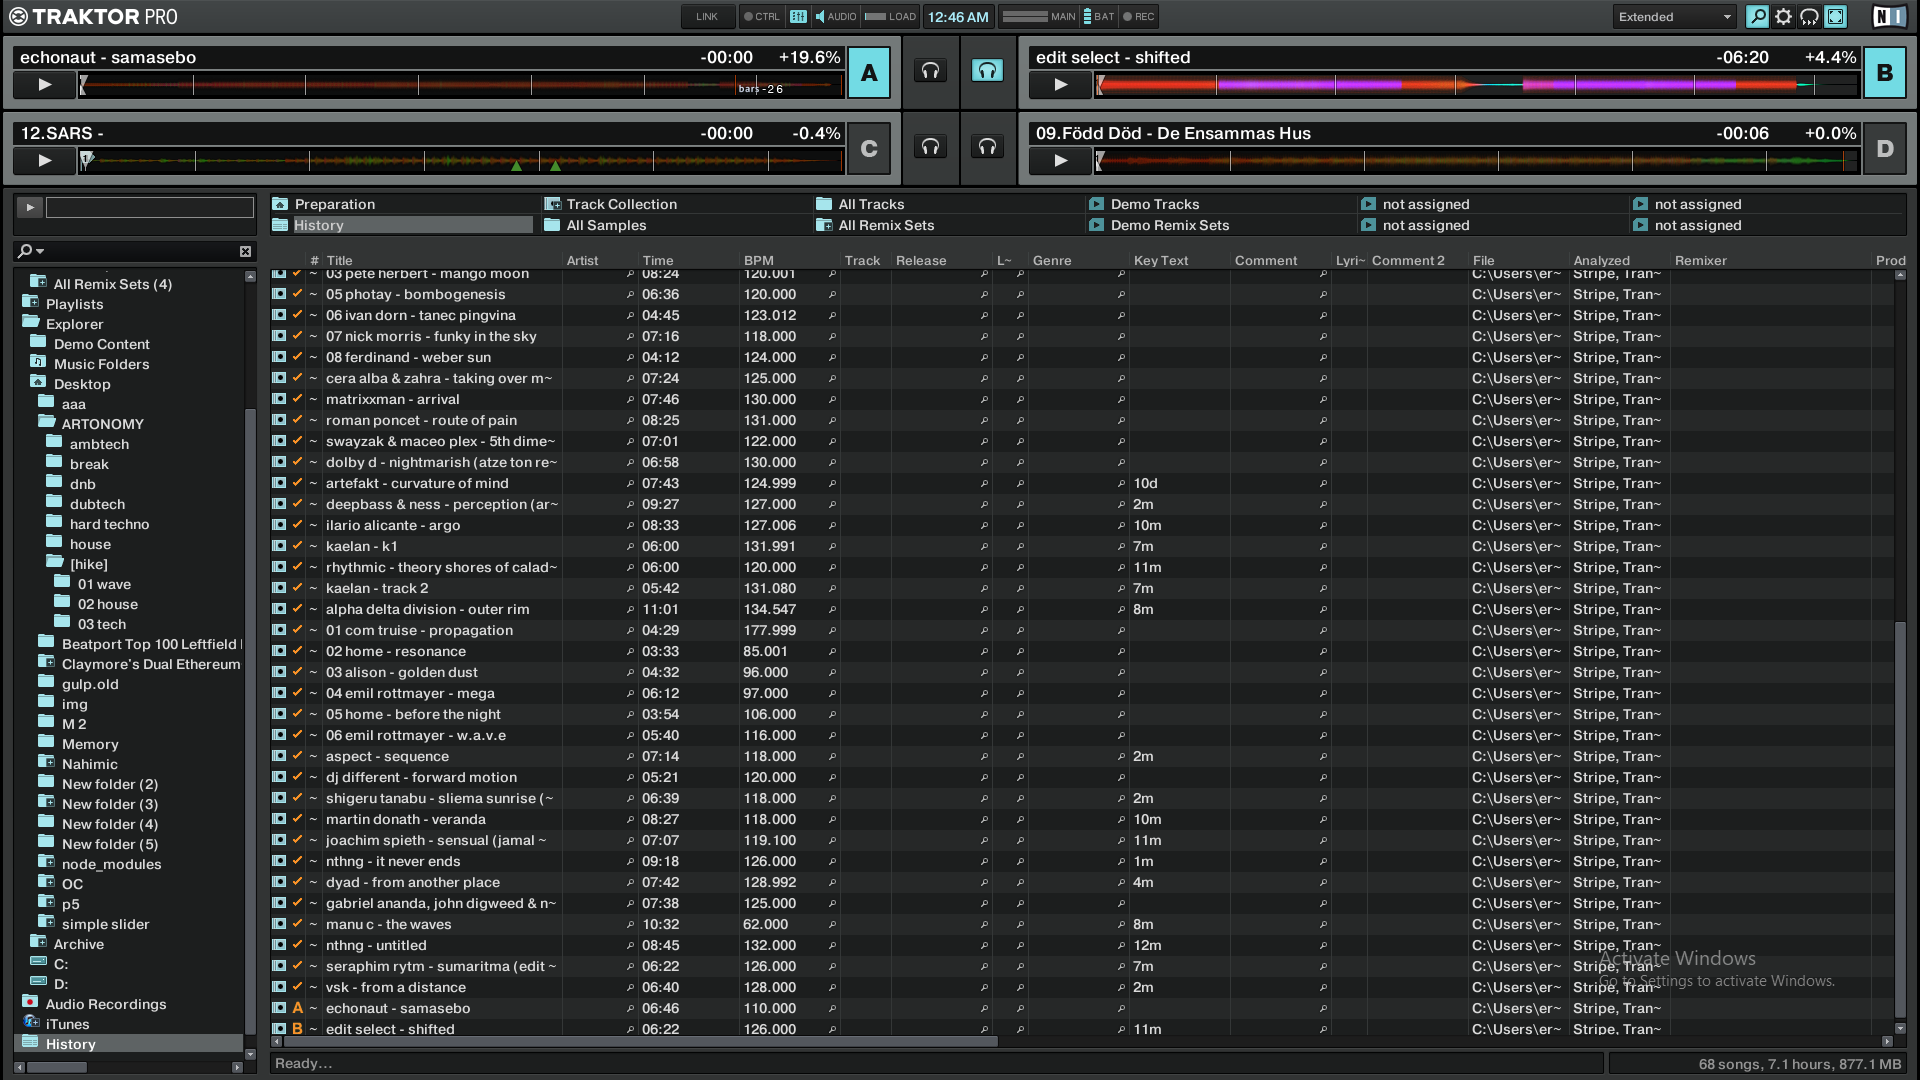 TRAKTOR PRO LINK CTRL AUDIO LOAD 12:46 AM MAIN BAT REC Extended NI
echonaut - samasebo -00:00 +19.6% A
bars -26
edit select - shifted -06:20 +4.4% B
12.SARS - -00:00 -0.4% C
1
09.Född Död - De Ensammas Hus -00:06 +0.0% D
Preparation Track Collection All Tracks Demo Tracks not assigned not assigned
History All Samples All Remix Sets Demo Remix Sets not assigned not assigned
All Remix Sets (4)
Playlists
Explorer
Demo Content
Music Folders
Desktop
aaa
ARTONOMY
ambtech
break
dnb
dubtech
hard techno
house
[hike]
01 wave
02 house
03 tech
Beatport Top 100 Leftfield
Claymore's Dual Ethereum
gulp.old
img
M 2
Memory
Nahimic
New folder (2)
New folder (3)
New folder (4)
New folder (5)
node_modules
OC
p5
simple slider
Archive
C:
D:
Audio Recordings
iTunes
History
# Title Artist Time BPM Track Release L~ Genre Key Text Comment Lyri~ Comment 2 File Analyzed Remixer Prod
~ 03 pete herbert - mango moon 08:24 120.001 C:\Users\er~ Stripe, Tran~
~ 05 photay - bombogenesis 06:36 120.000 C:\Users\er~ Stripe, Tran~
~ 06 ivan dorn - tanec pingvina 04:45 123.012 C:\Users\er~ Stripe, Tran~
~ 07 nick morris - funky in the sky 07:16 118.000 C:\Users\er~ Stripe, Tran~
~ 08 ferdinand - weber sun 04:12 124.000 C:\Users\er~ Stripe, Tran~
~ cera alba & zahra - taking over m~ 07:24 125.000 C:\Users\er~ Stripe, Tran~
~ matrixxman - arrival 07:46 130.000 C:\Users\er~ Stripe, Tran~
~ roman poncet - route of pain 08:25 131.000 C:\Users\er~ Stripe, Tran~
~ swayzak & maceo plex - 5th dime~ 07:01 122.000 C:\Users\er~ Stripe, Tran~
~ dolby d - nightmarish (atze ton re~ 06:58 130.000 C:\Users\er~ Stripe, Tran~
~ artefakt - curvature of mind 07:43 124.999 10d C:\Users\er~ Stripe, Tran~
~ deepbass & ness - perception (ar~ 09:27 127.000 2m C:\Users\er~ Stripe, Tran~
~ ilario alicante - argo 08:33 127.006 10m C:\Users\er~ Stripe, Tran~
~ kaelan - k1 06:00 131.991 7m C:\Users\er~ Stripe, Tran~
~ rhythmic - theory shores of calad~ 06:00 120.000 11m C:\Users\er~ Stripe, Tran~
~ kaelan - track 2 05:42 131.080 7m C:\Users\er~ Stripe, Tran~
~ alpha delta division - outer rim 11:01 134.547 8m C:\Users\er~ Stripe, Tran~
~ 01 com truise - propagation 04:29 177.999 C:\Users\er~ Stripe, Tran~
~ 02 home - resonance 03:33 85.001 C:\Users\er~ Stripe, Tran~
~ 03 alison - golden dust 04:32 96.000 C:\Users\er~ Stripe, Tran~
~ 04 emil rottmayer - mega 06:12 97.000 C:\Users\er~ Stripe, Tran~
~ 05 home - before the night 03:54 106.000 C:\Users\er~ Stripe, Tran~
~ 06 emil rottmayer - w.a.v.e 05:40 116.000 C:\Users\er~ Stripe, Tran~
~ aspect - sequence 07:14 118.000 2m C:\Users\er~ Stripe, Tran~
~ dj different - forward motion 05:21 120.000 C:\Users\er~ Stripe, Tran~
~ shigeru tanabu - sliema sunrise (~ 06:39 118.000 2m C:\Users\er~ Stripe, Tran~
~ martin donath - veranda 08:27 118.000 10m C:\Users\er~ Stripe, Tran~
~ joachim spieth - sensual (jamal ~ 07:07 119.100 11m C:\Users\er~ Stripe, Tran~
~ nthng - it never ends 09:18 126.000 1m C:\Users\er~ Stripe, Tran~
~ dyad - from another place 07:42 128.992 4m C:\Users\er~ Stripe, Tran~
~ gabriel ananda, john digweed & n~ 07:38 125.000 C:\Users\er~ Stripe, Tran~
~ manu c - the waves 10:32 62.000 8m C:\Users\er~ Stripe, Tran~
~ nthng - untitled 08:45 132.000 12m C:\Users\er~ Stripe, Tran~
~ seraphim rytm - sumaritma (edit ~ 06:22 126.000 7m C:\Users\er~ Stripe, Tran~
~ vsk - from a distance 06:40 128.000 2m C:\Users\er~ Stripe, Tran~
A ~ echonaut - samasebo 06:46 110.000 C:\Users\er~ Stripe, Tran~
B ~ edit select - shifted 06:22 126.000 11m C:\Users\er~ Stripe, Tran~
Activate Windows
Go to Settings to activate Windows.
Ready... 68 songs, 7.1 hours, 877.1 MB